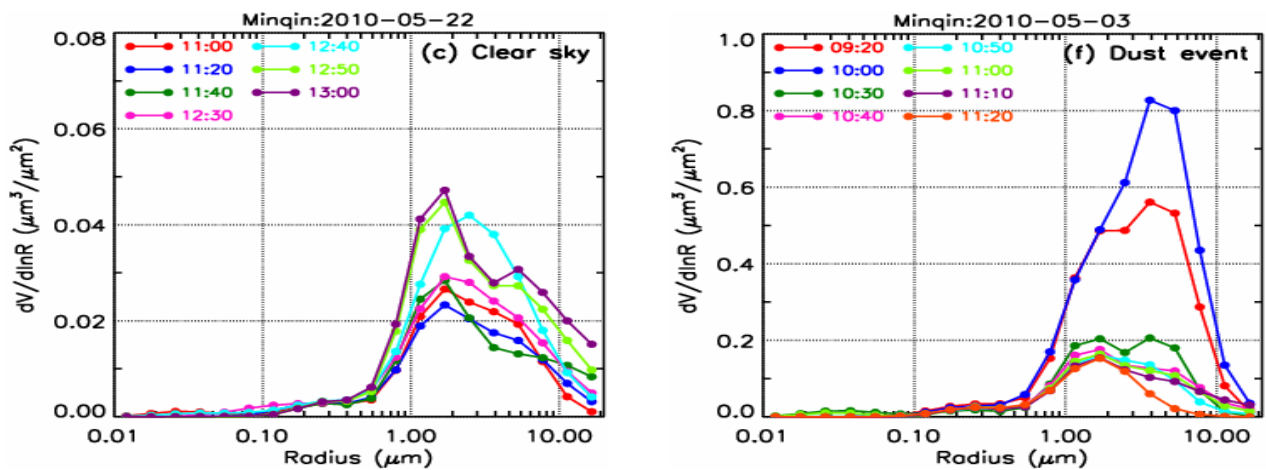 Minqin:2010-05-22
(c) Clear sky
11:00 12:40
11:20 12:50
11:40 13:00
12:30
0.08
0.06
0.04
0.02
0.00
dV/dlnR (μm³/μm²)
0.01 0.10 1.00 10.00
Radius (μm)
Minqin:2010-05-03
(f) Dust event
09:20 10:50
10:00 11:00
10:30 11:10
10:40 11:20
1.0
0.8
0.6
0.4
0.2
0.0
dV/dlnR (μm³/μm²)
0.01 0.10 1.00 10.00
Radius (μm)